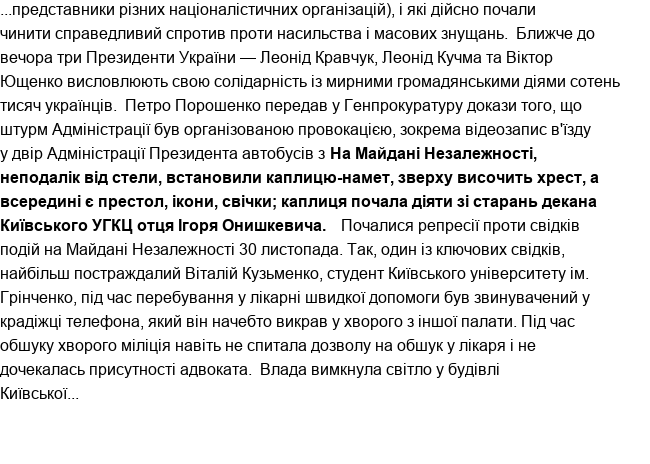 ...представники різних націоналістичних організацій), і які дійсно почали
чинити справедливий спротив проти насильства і масових знущань.  Ближче до
вечора три Президенти України — Леонід Кравчук, Леонід Кучма та Віктор
Ющенко висловлюють свою солідарність із мирними громадянськими діями сотень
тисяч українців.  Петро Порошенко передав у Генпрокуратуру докази того, що
штурм Адміністрації був організованою провокацією, зокрема відеозапис в'їзду
у двір Адміністрації Президента автобусів з На Майдані Незалежності,
неподалік від стели, встановили каплицю-намет, зверху височить хрест, а
всередині є престол, ікони, свічки; каплиця почала діяти зі старань декана
Київського УГКЦ отця Ігоря Онишкевича.   Почалися репресії проти свідків
подій на Майдані Незалежності 30 листопада. Так, один із ключових свідків,
найбільш постраждалий Віталій Кузьменко, студент Київського університету ім.
Грінченко, під час перебування у лікарні швидкої допомоги був звинувачений у
крадіжці телефона, який він начебто викрав у хворого з іншої палати. Під час
обшуку хворого міліція навіть не спитала дозволу на обшук у лікаря і не
дочекалась присутності адвоката.  Влада вимкнула світло у будівлі
Київської...